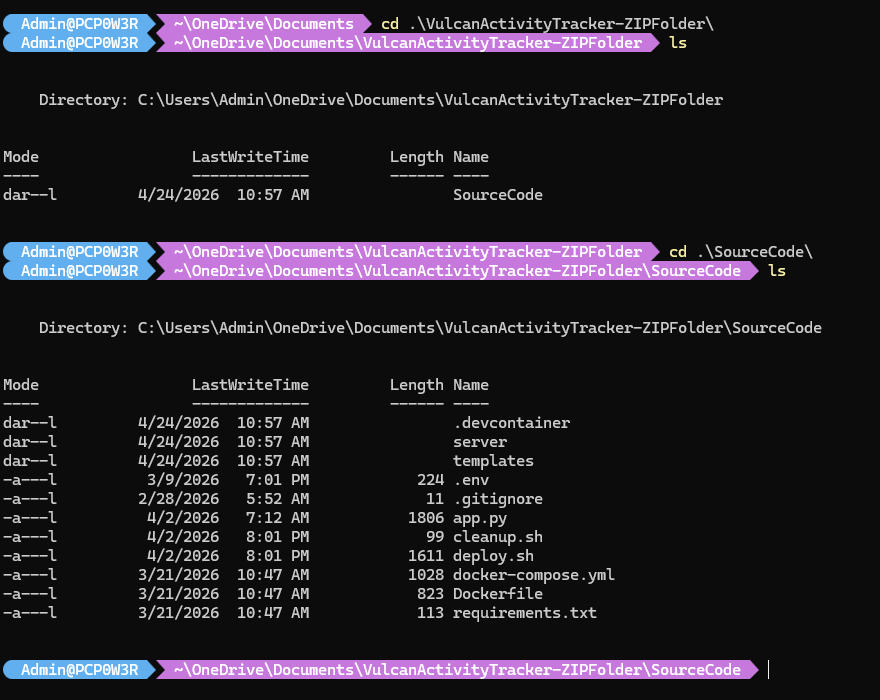 Admin@PCP0W3R ~\OneDrive\Documents cd .\VulcanActivityTracker-ZIPFolder\
Admin@PCP0W3R ~\OneDrive\Documents\VulcanActivityTracker-ZIPFolder ls
Directory: C:\Users\Admin\OneDrive\Documents\VulcanActivityTracker-ZIPFolder
Mode LastWriteTime Length Name
---- ------------- ------ ----
dar--l 4/24/2026 10:57 AM SourceCode
Admin@PCP0W3R ~\OneDrive\Documents\VulcanActivityTracker-ZIPFolder cd .\SourceCode\
Admin@PCP0W3R ~\OneDrive\Documents\VulcanActivityTracker-ZIPFolder\SourceCode ls
Directory: C:\Users\Admin\OneDrive\Documents\VulcanActivityTracker-ZIPFolder\SourceCode
Mode LastWriteTime Length Name
---- ------------- ------ ----
dar--l 4/24/2026 10:57 AM .devcontainer
dar--l 4/24/2026 10:57 AM server
dar--l 4/24/2026 10:57 AM templates
-a---l 3/9/2026 7:01 PM 224 .env
-a---l 2/28/2026 5:52 AM 11 .gitignore
-a---l 4/2/2026 7:12 AM 1806 app.py
-a---l 4/2/2026 8:01 PM 99 cleanup.sh
-a---l 4/2/2026 8:01 PM 1611 deploy.sh
-a---l 3/21/2026 10:47 AM 1028 docker-compose.yml
-a---l 3/21/2026 10:47 AM 823 Dockerfile
-a---l 3/21/2026 10:47 AM 113 requirements.txt
Admin@PCP0W3R ~\OneDrive\Documents\VulcanActivityTracker-ZIPFolder\SourceCode